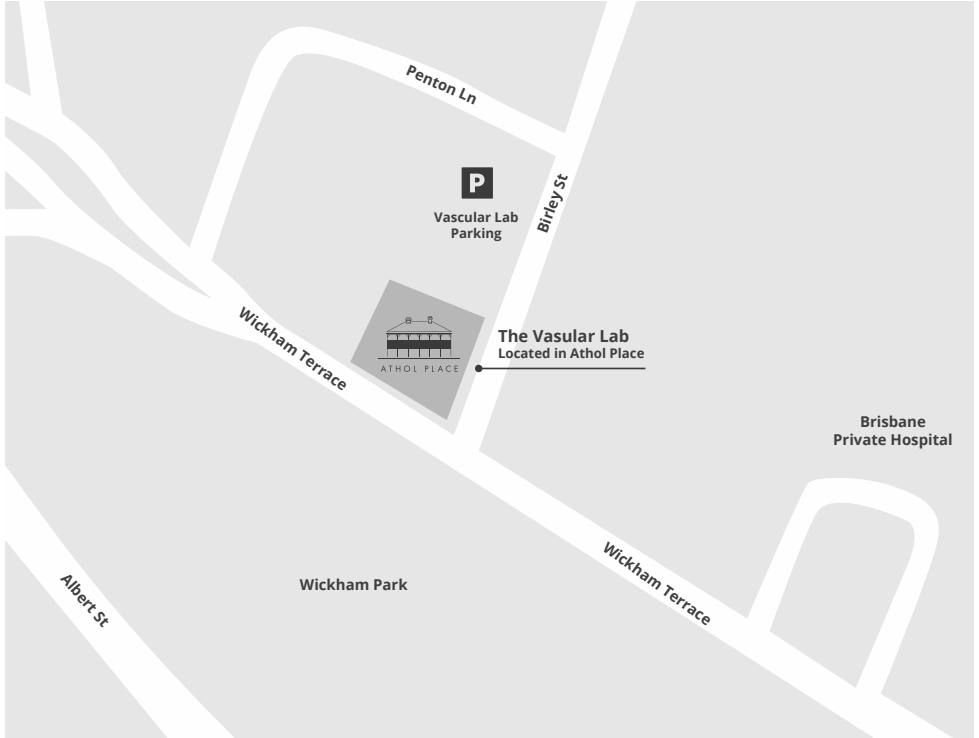 Penton Ln
P
Vascular Lab
Parking
Birley St
Wickham Terrace
ATHOL PLACE
The Vasular Lab
Located in Athol Place
Brisbane
Private Hospital
Wickham Terrace
Wickham Park
Albert St